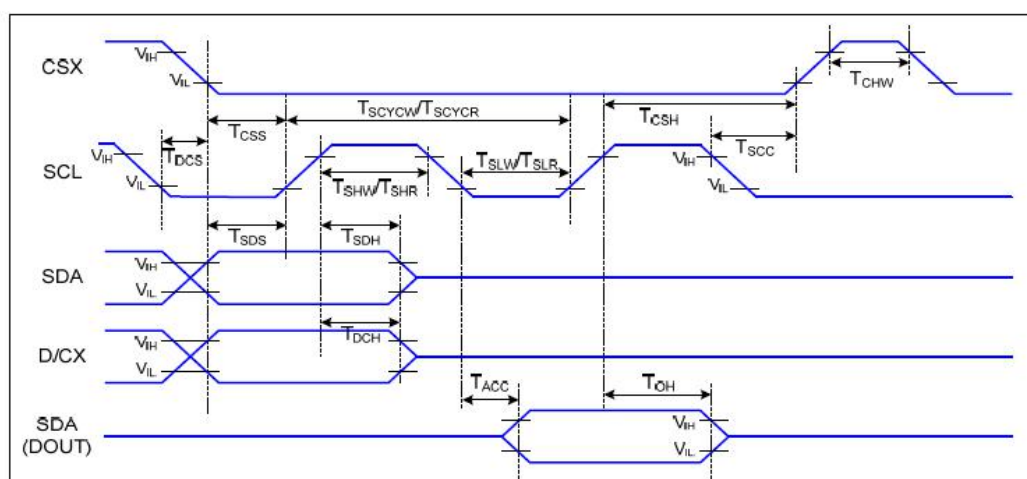 CSX
VIH
VIL
TCHW
TSCYCW/TSCYCR
TCSS
TCSH
TDCS
TSCC
SCL
VIH
VIL
TSLW/TSLR
VIH
VIL
TSHW/TSHR
TSDS
TSDH
SDA
VIH
VIL
D/CX
VIH
VIL
TDCH
TACC
TOH
SDA
(DOUT)
VIH
VIL